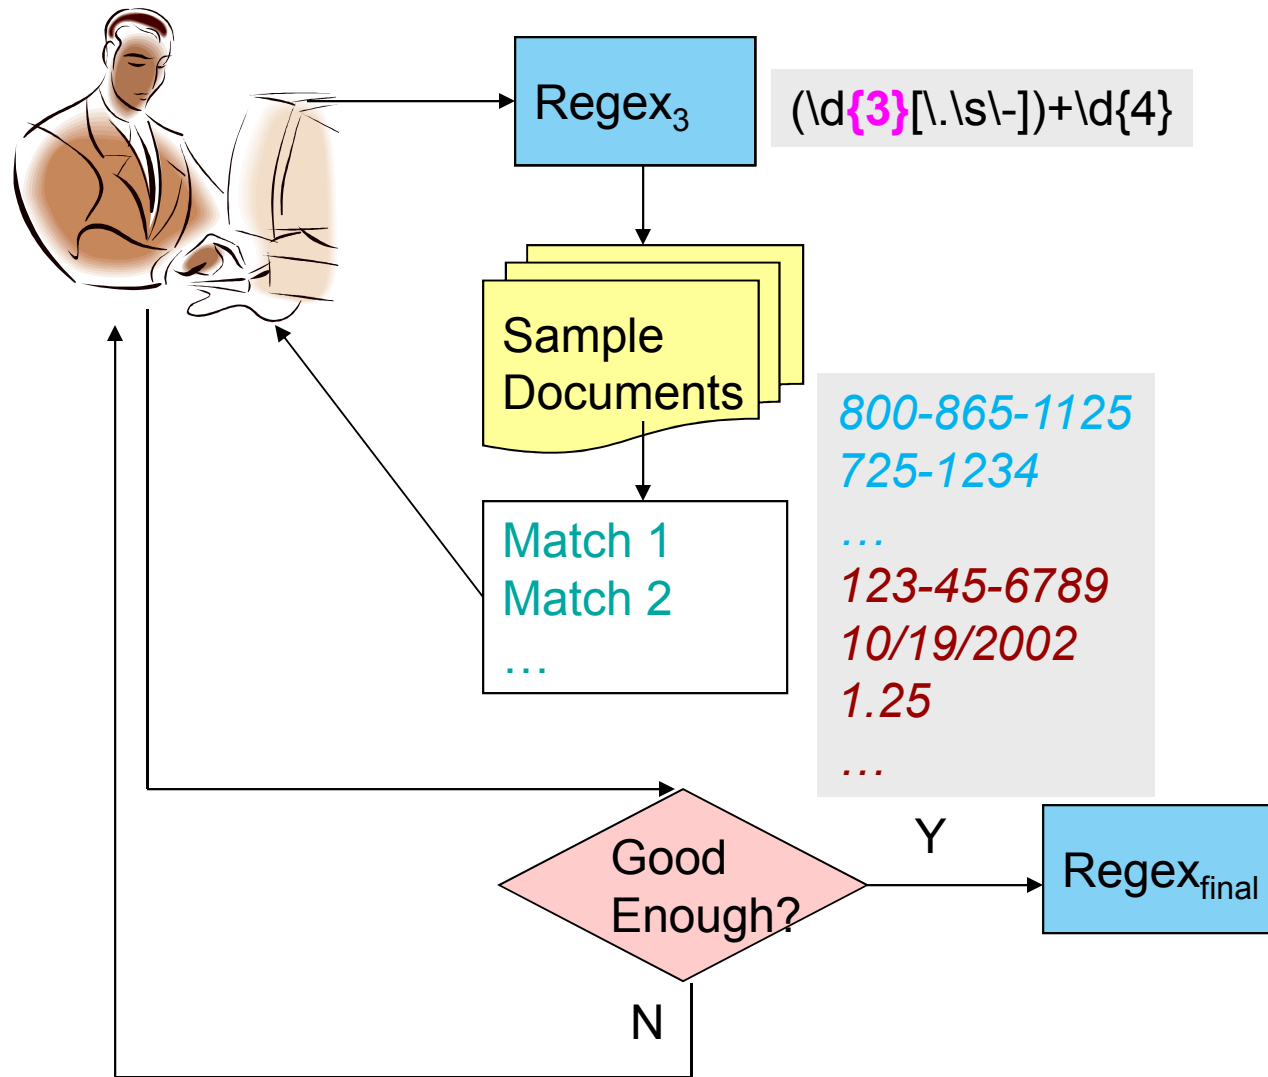 Regex3
(\d{3}[\.\s\-])+\d{4}
Sample
Documents
800-865-1125
725-1234
…
123-45-6789
10/19/2002
1.25
…
Match 1
Match 2
…
Good
Enough?
Y
Regexfinal
N